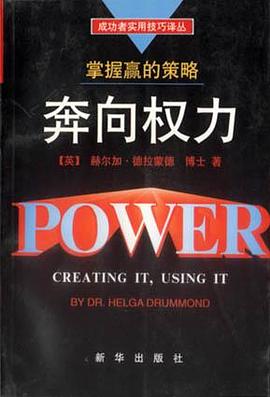 成功者实用技巧译丛
掌握赢的策略
奔向权力
【英】 赫尔加·德拉蒙德 博士 著
POWER
CREATING IT, USING IT
BY DR. HELGA DRUMMOND
新华出版社